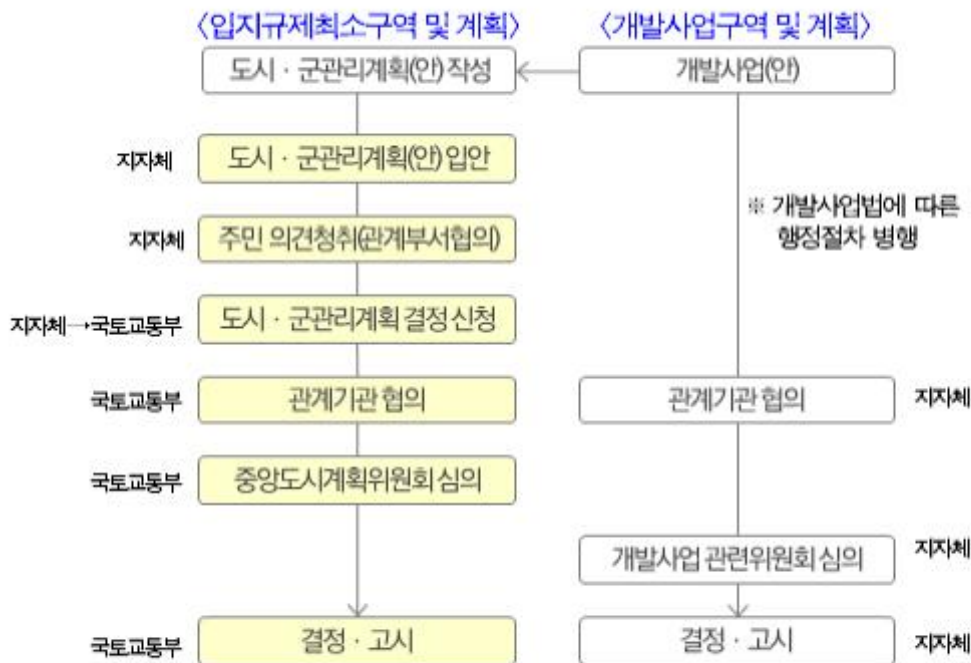 〈입지규제최소구역 및 계획〉
〈개발사업구역 및 계획〉
도시 · 군관리계획(안) 작성
개발사업(안)
지자체
도시 · 군관리계획(안) 입안
※ 개발사업법에 따른
행정절차 병행
지자체
주민 의견청취(관계부서협의)
지자체→국토교통부
도시 · 군관리계획 결정 신청
국토교통부
관계기관 협의
관계기관 협의
지자체
국토교통부
중앙도시계획위원회 심의
개발사업 관련위원회 심의
지자체
국토교통부
결정 · 고시
결정 · 고시
지자체